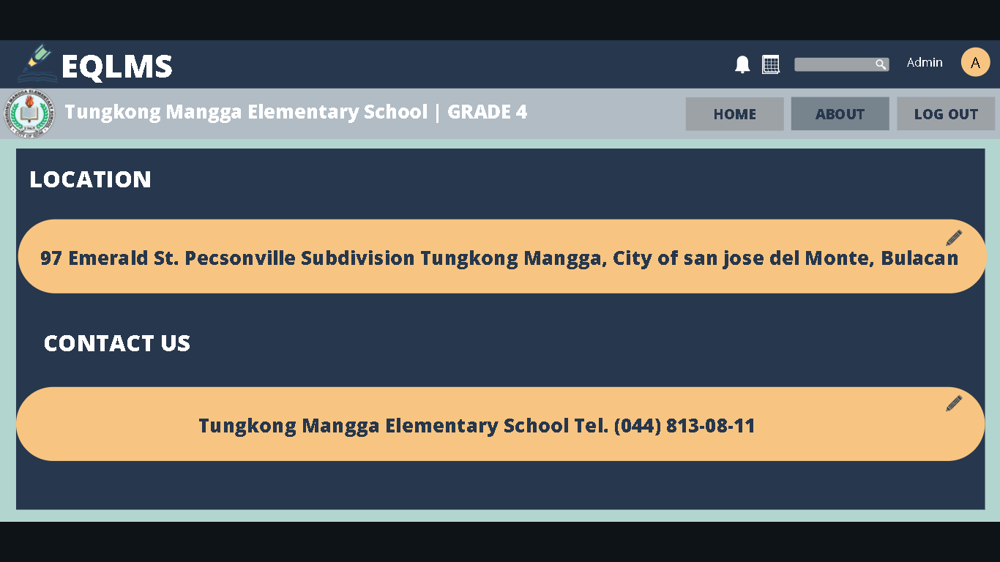 EQLMS
Admin
A
Tungkong Mangga Elementary School | GRADE 4
HOME
ABOUT
LOG OUT
LOCATION
97 Emerald St. Pecsonville Subdivision Tungkong Mangga, City of san jose del Monte, Bulacan
CONTACT US
Tungkong Mangga Elementary School Tel. (044) 813-08-11